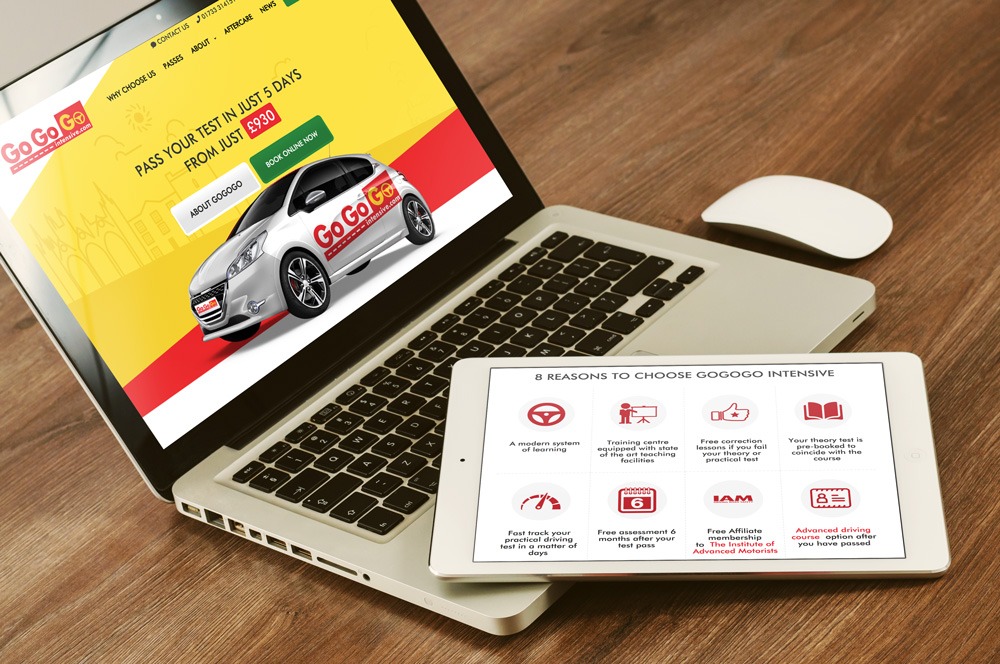 CONTACT US
WHY CHOOSE US PASSES ABOUT AFTERCARE NEWS
GoGoGo
intensive.com
PASS YOUR TEST IN JUST 5 DAYS
FROM JUST £930
ABOUT GOGOGO BOOK ONLINE NOW
GoGoGo
intensive.com
GoGoGo
8 REASONS TO CHOOSE GOGOGO INTENSIVE
A modern system
of learning
Training centre
equipped with state
of the art teaching
facilities
Free correction
lessons if you fail
your theory or
practical test
Your theory test is
pre-booked to
coincide with the
course
6
IAM
Fast track your
practical driving
test in a matter of
days
Free assessment 6
months after your
test pass
Free Affiliate
membership
to The Institute of
Advanced Motorists
Advanced driving
course option after
you have passed